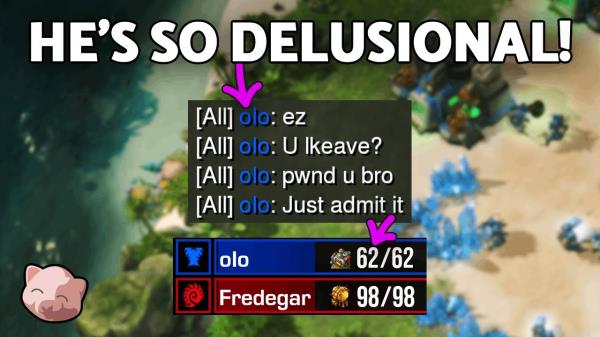 HE'S SO DELUSIONAL!
[All] olo: ez
[All] olo: U lkeave?
[All] olo: pwnd u bro
[All] olo: Just admit it
olo 62/62
Fredegar 98/98